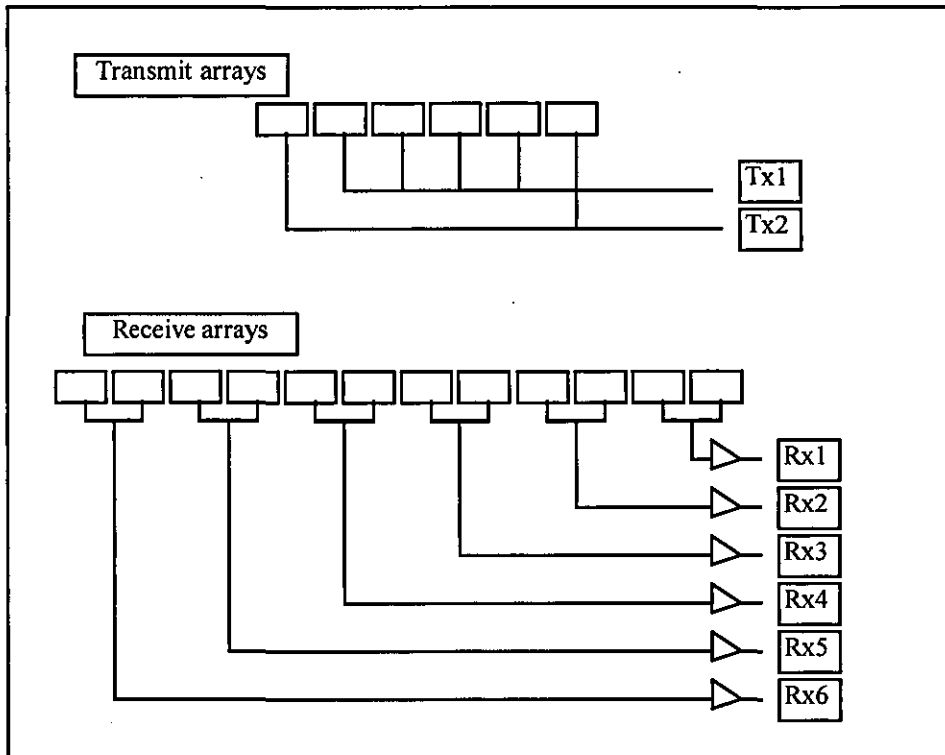 Transmit arrays
Tx1
Tx2
Receive arrays
Rx1
Rx2
Rx3
Rx4
Rx5
Rx6